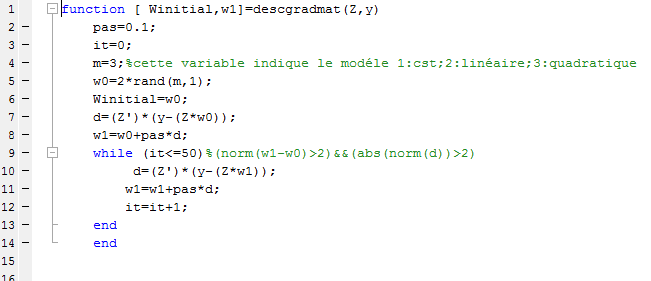 1 function [ Winitial,w1]=descgradmat(Z,y)
2 pas=0.1;
3 it=0;
4 m=3;%cette variable indique le modéle 1:cst;2:linéaire;3:quadratique
5 w0=2*rand(m,1);
6 Winitial=w0;
7 d=(Z')*(y-(Z*w0));
8 w1=w0+pas*d;
9 while (it<=50)%(norm(w1-w0)>2)&&(abs(norm(d))>2)
10 d=(Z')*(y-(Z*w1));
11 w1=w1+pas*d;
12 it=it+1;
13 end
14 end
15
16